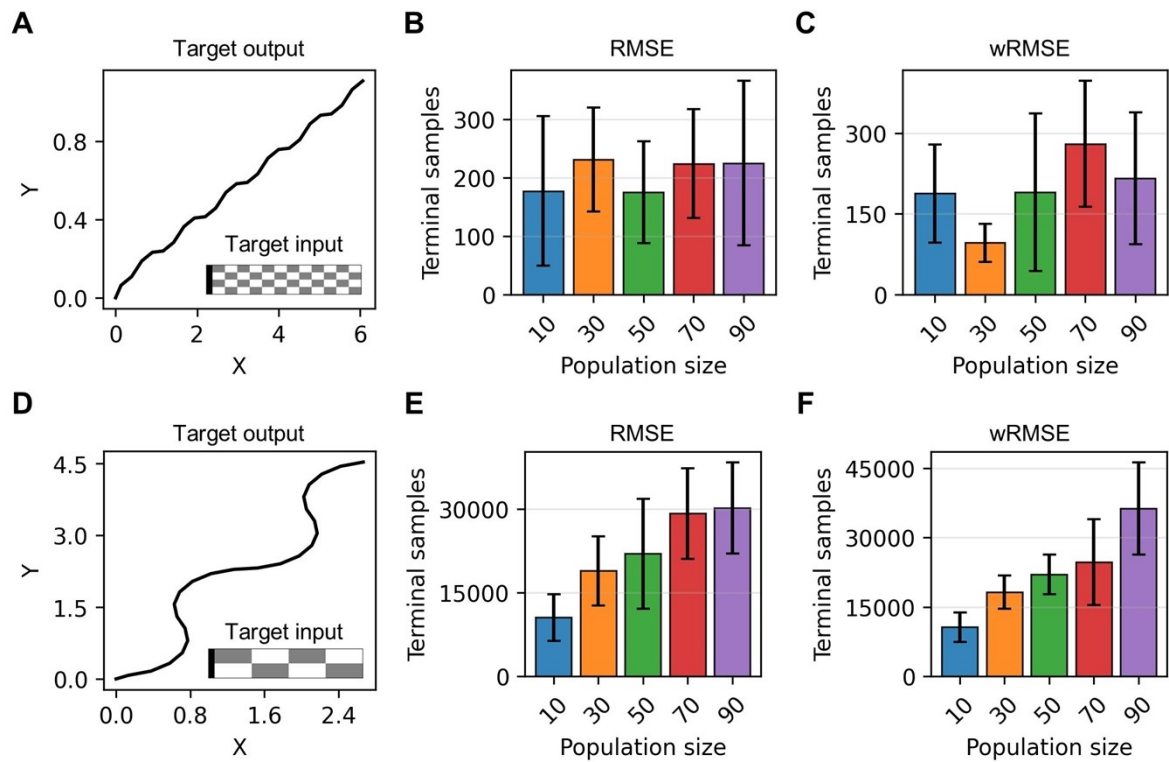 A
Target output
Y
0.8
0.4
0.0
Target input
0 2 4 6
X
B
RMSE
Terminal samples
300
200
100
0
10 30 50 70 90
Population size
C
wRMSE
Terminal samples
300
150
0
10 30 50 70 90
Population size
D
Target output
Y
4.5
3.0
1.5
0.0
Target input
0.0 0.8 1.6 2.4
X
E
RMSE
Terminal samples
30000
15000
0
10 30 50 70 90
Population size
F
wRMSE
Terminal samples
45000
30000
15000
0
10 30 50 70 90
Population size